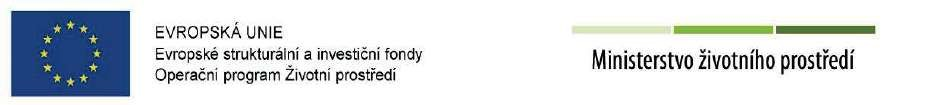 EVROPSKÁ UNIE
Evropské strukturální a investiční fondy
Operační program Životní prostředí
Ministerstvo životního prostředí